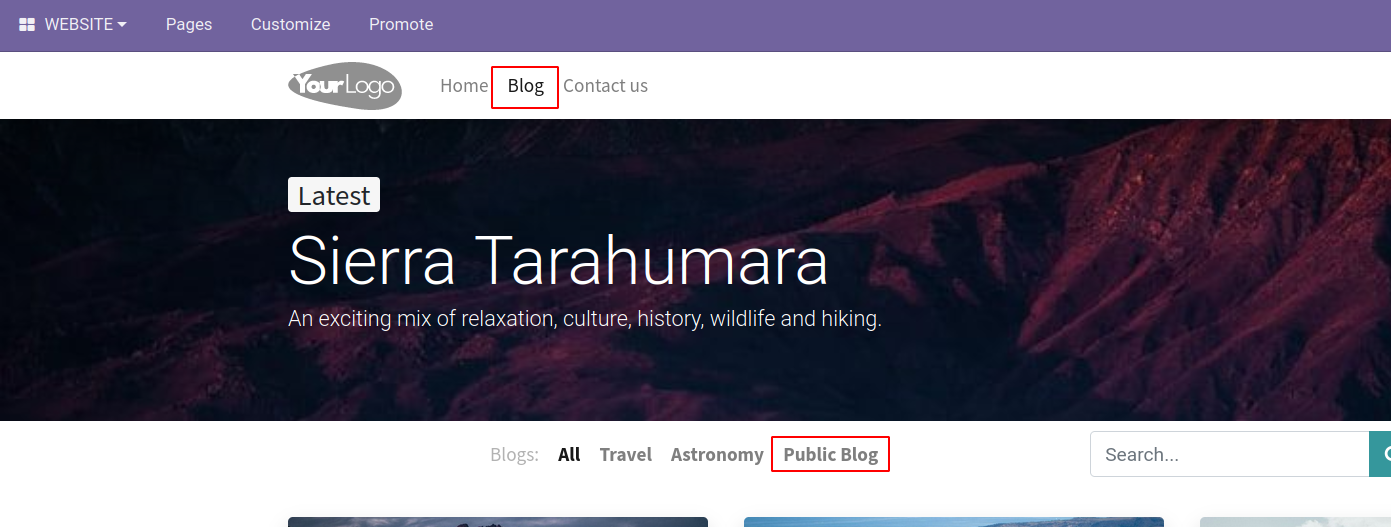 WEBSITE Pages Customize Promote
YourLogo Home Blog Contact us
Latest
Sierra Tarahumara
An exciting mix of relaxation, culture, history, wildlife and hiking.
Blogs: All Travel Astronomy Public Blog Search...